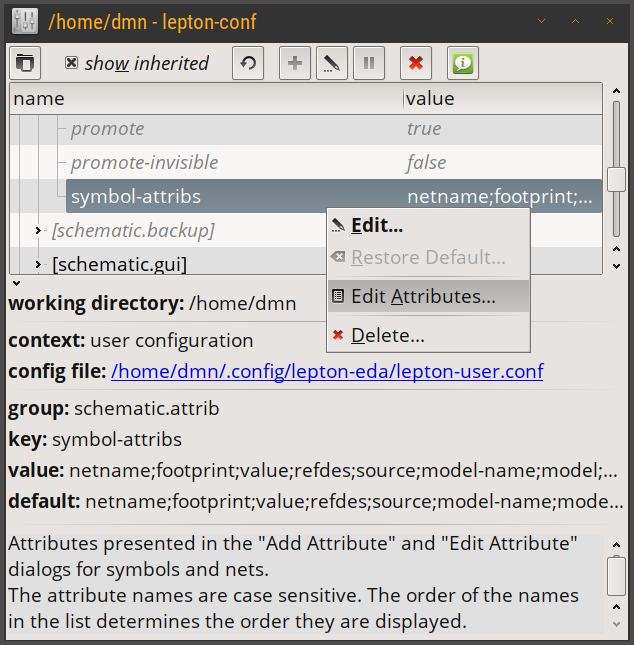 /home/dmn - lepton-conf
show inherited
name value
promote true
promote-invisible false
symbol-attribs netname;footprint;...
[schematic.backup]
[schematic.gui]
Edit...
Restore Default...
Edit Attributes...
Delete...
working directory: /home/dmn
context: user configuration
config file: /home/dmn/.config/lepton-eda/lepton-user.conf
group: schematic.attrib
key: symbol-attribs
value: netname;footprint;value;refdes;source;model-name;model;...
default: netname;footprint;value;refdes;source;model-name;mode...
Attributes presented in the "Add Attribute" and "Edit Attribute"
dialogs for symbols and nets.
The attribute names are case sensitive. The order of the names
in the list determines the order they are displayed.